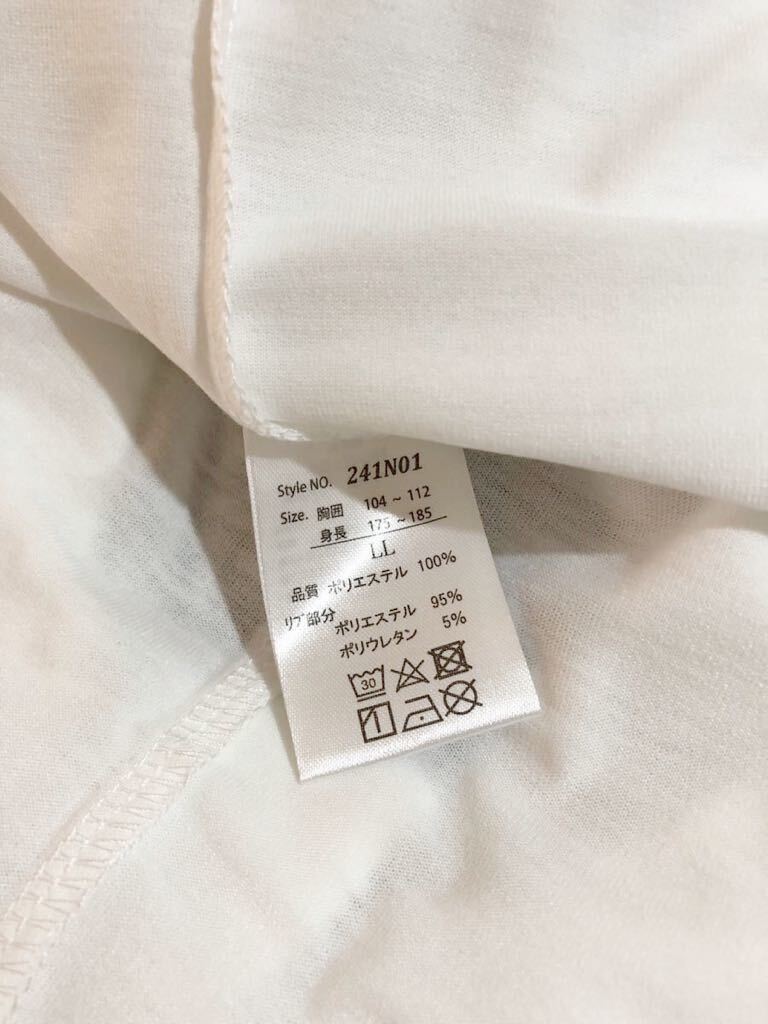 Style NO. 241N01
Size. 胸囲 104 ~ 112
身長 175 ~ 185
LL
品質 ポリエステル 100%
リブ部分 ポリエステル 95%
ポリウレタン 5%
30